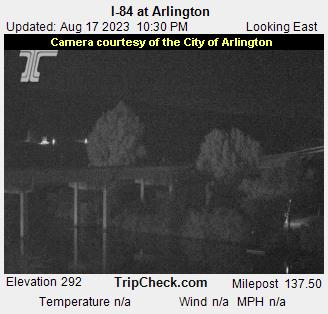 I-84 at Arlington
Updated: Aug 17 2023 10:30 PM Looking East
Camera courtesy of the City of Arlington
Elevation 292 TripCheck.com Milepost 137.50
Temperature n/a Wind n/a MPH n/a